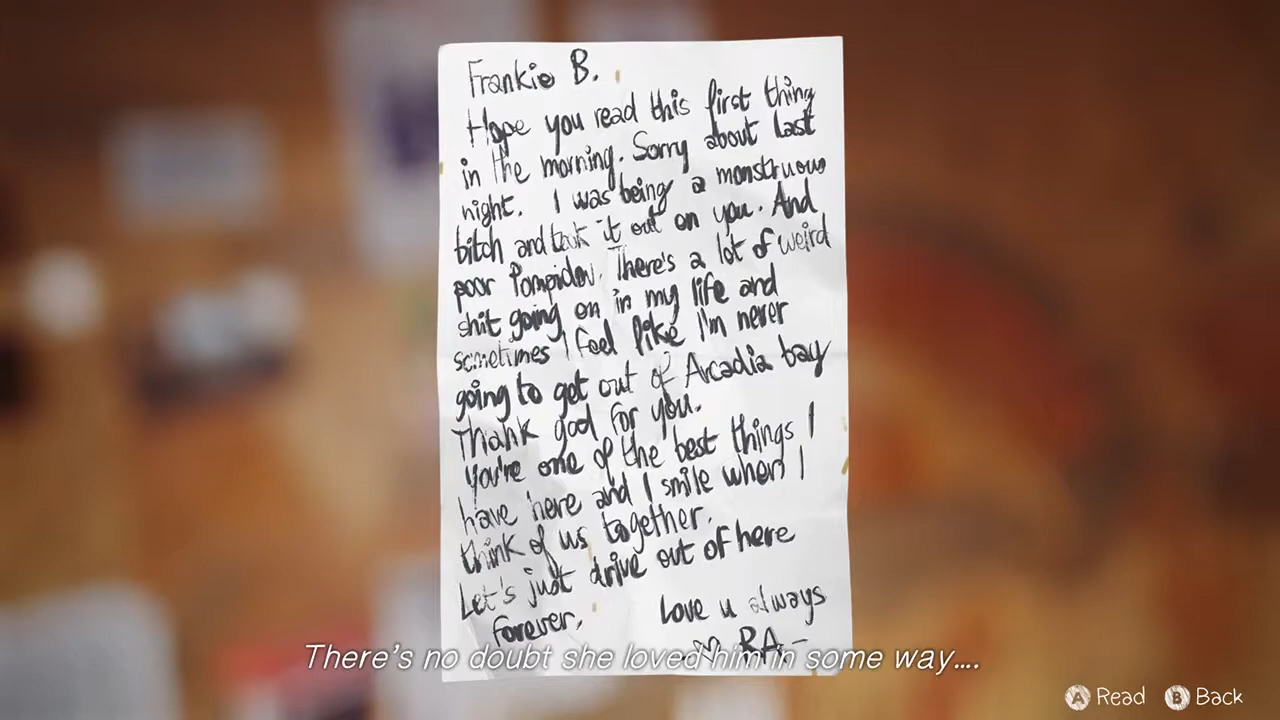 Frankie B.
Hope you read this first thing
in the morning. Sorry about last
night. I was being a monstruous
bitch and took it out on you. And
poor Pompidou. There's a lot of weird
shit going on in my life and
sometimes I feel like I'm never
going to get out of Arcadia bay
Thank god for you.
You're one of the best things I
have here and I smile when I
think of us together.
Let's just drive out of here
forever.
Love u always
♡ RA -
There's no doubt she loved him in some way....
A Read B Back